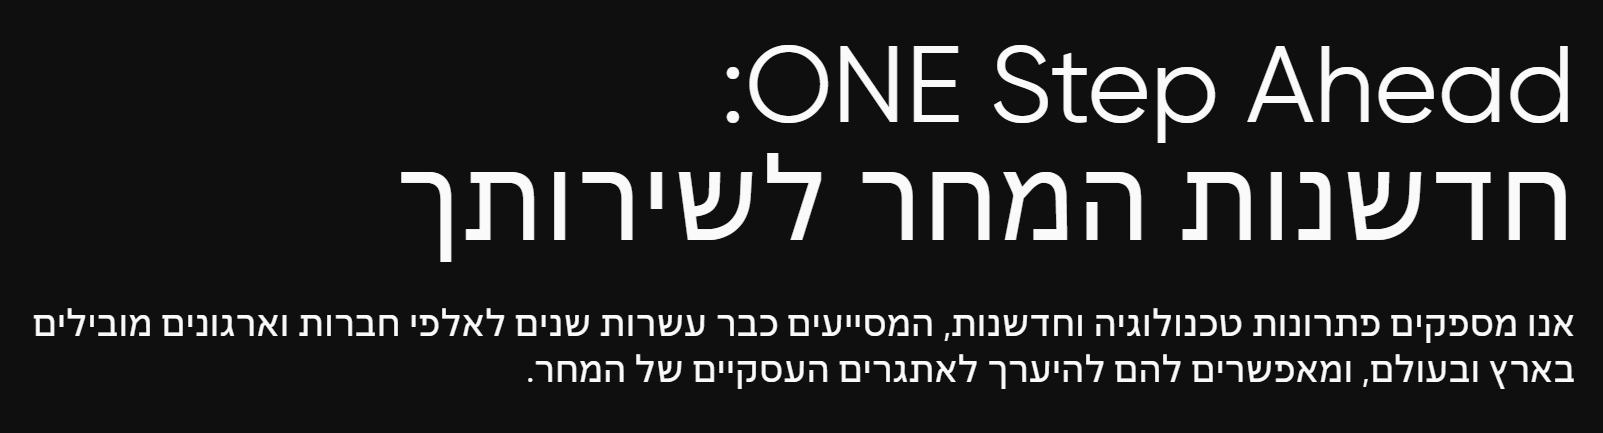 ONE Step Ahead:
חדשנות המחר לשירותך
אנו מספקים פתרונות טכנולוגיה וחדשנות, המסייעים כבר עשרות שנים לאלפי חברות וארגונים מובילים
בארץ ובעולם, ומאפשרים להם להיערך לאתגרים העסקיים של המחר.